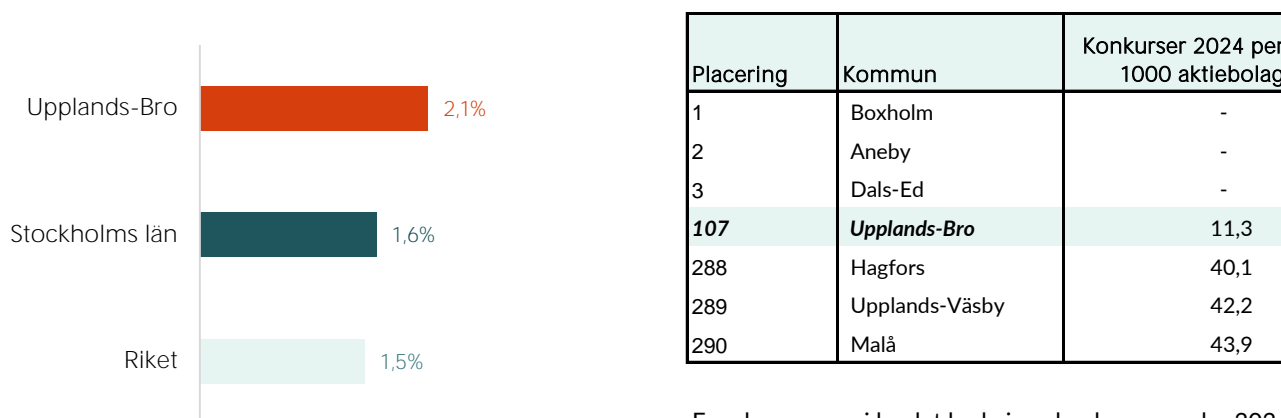 Upplands-Bro 2,1%
Stockholms län 1,6%
Riket 1,5%
Placering Kommun Konkurser 2024 per 1000 aktiebolag
1 Boxholm -
2 Aneby -
3 Dals-Ed -
107 Upplands-Bro 11,3
288 Hagfors 40,1
289 Upplands-Väsby 42,2
290 Malå 43,9